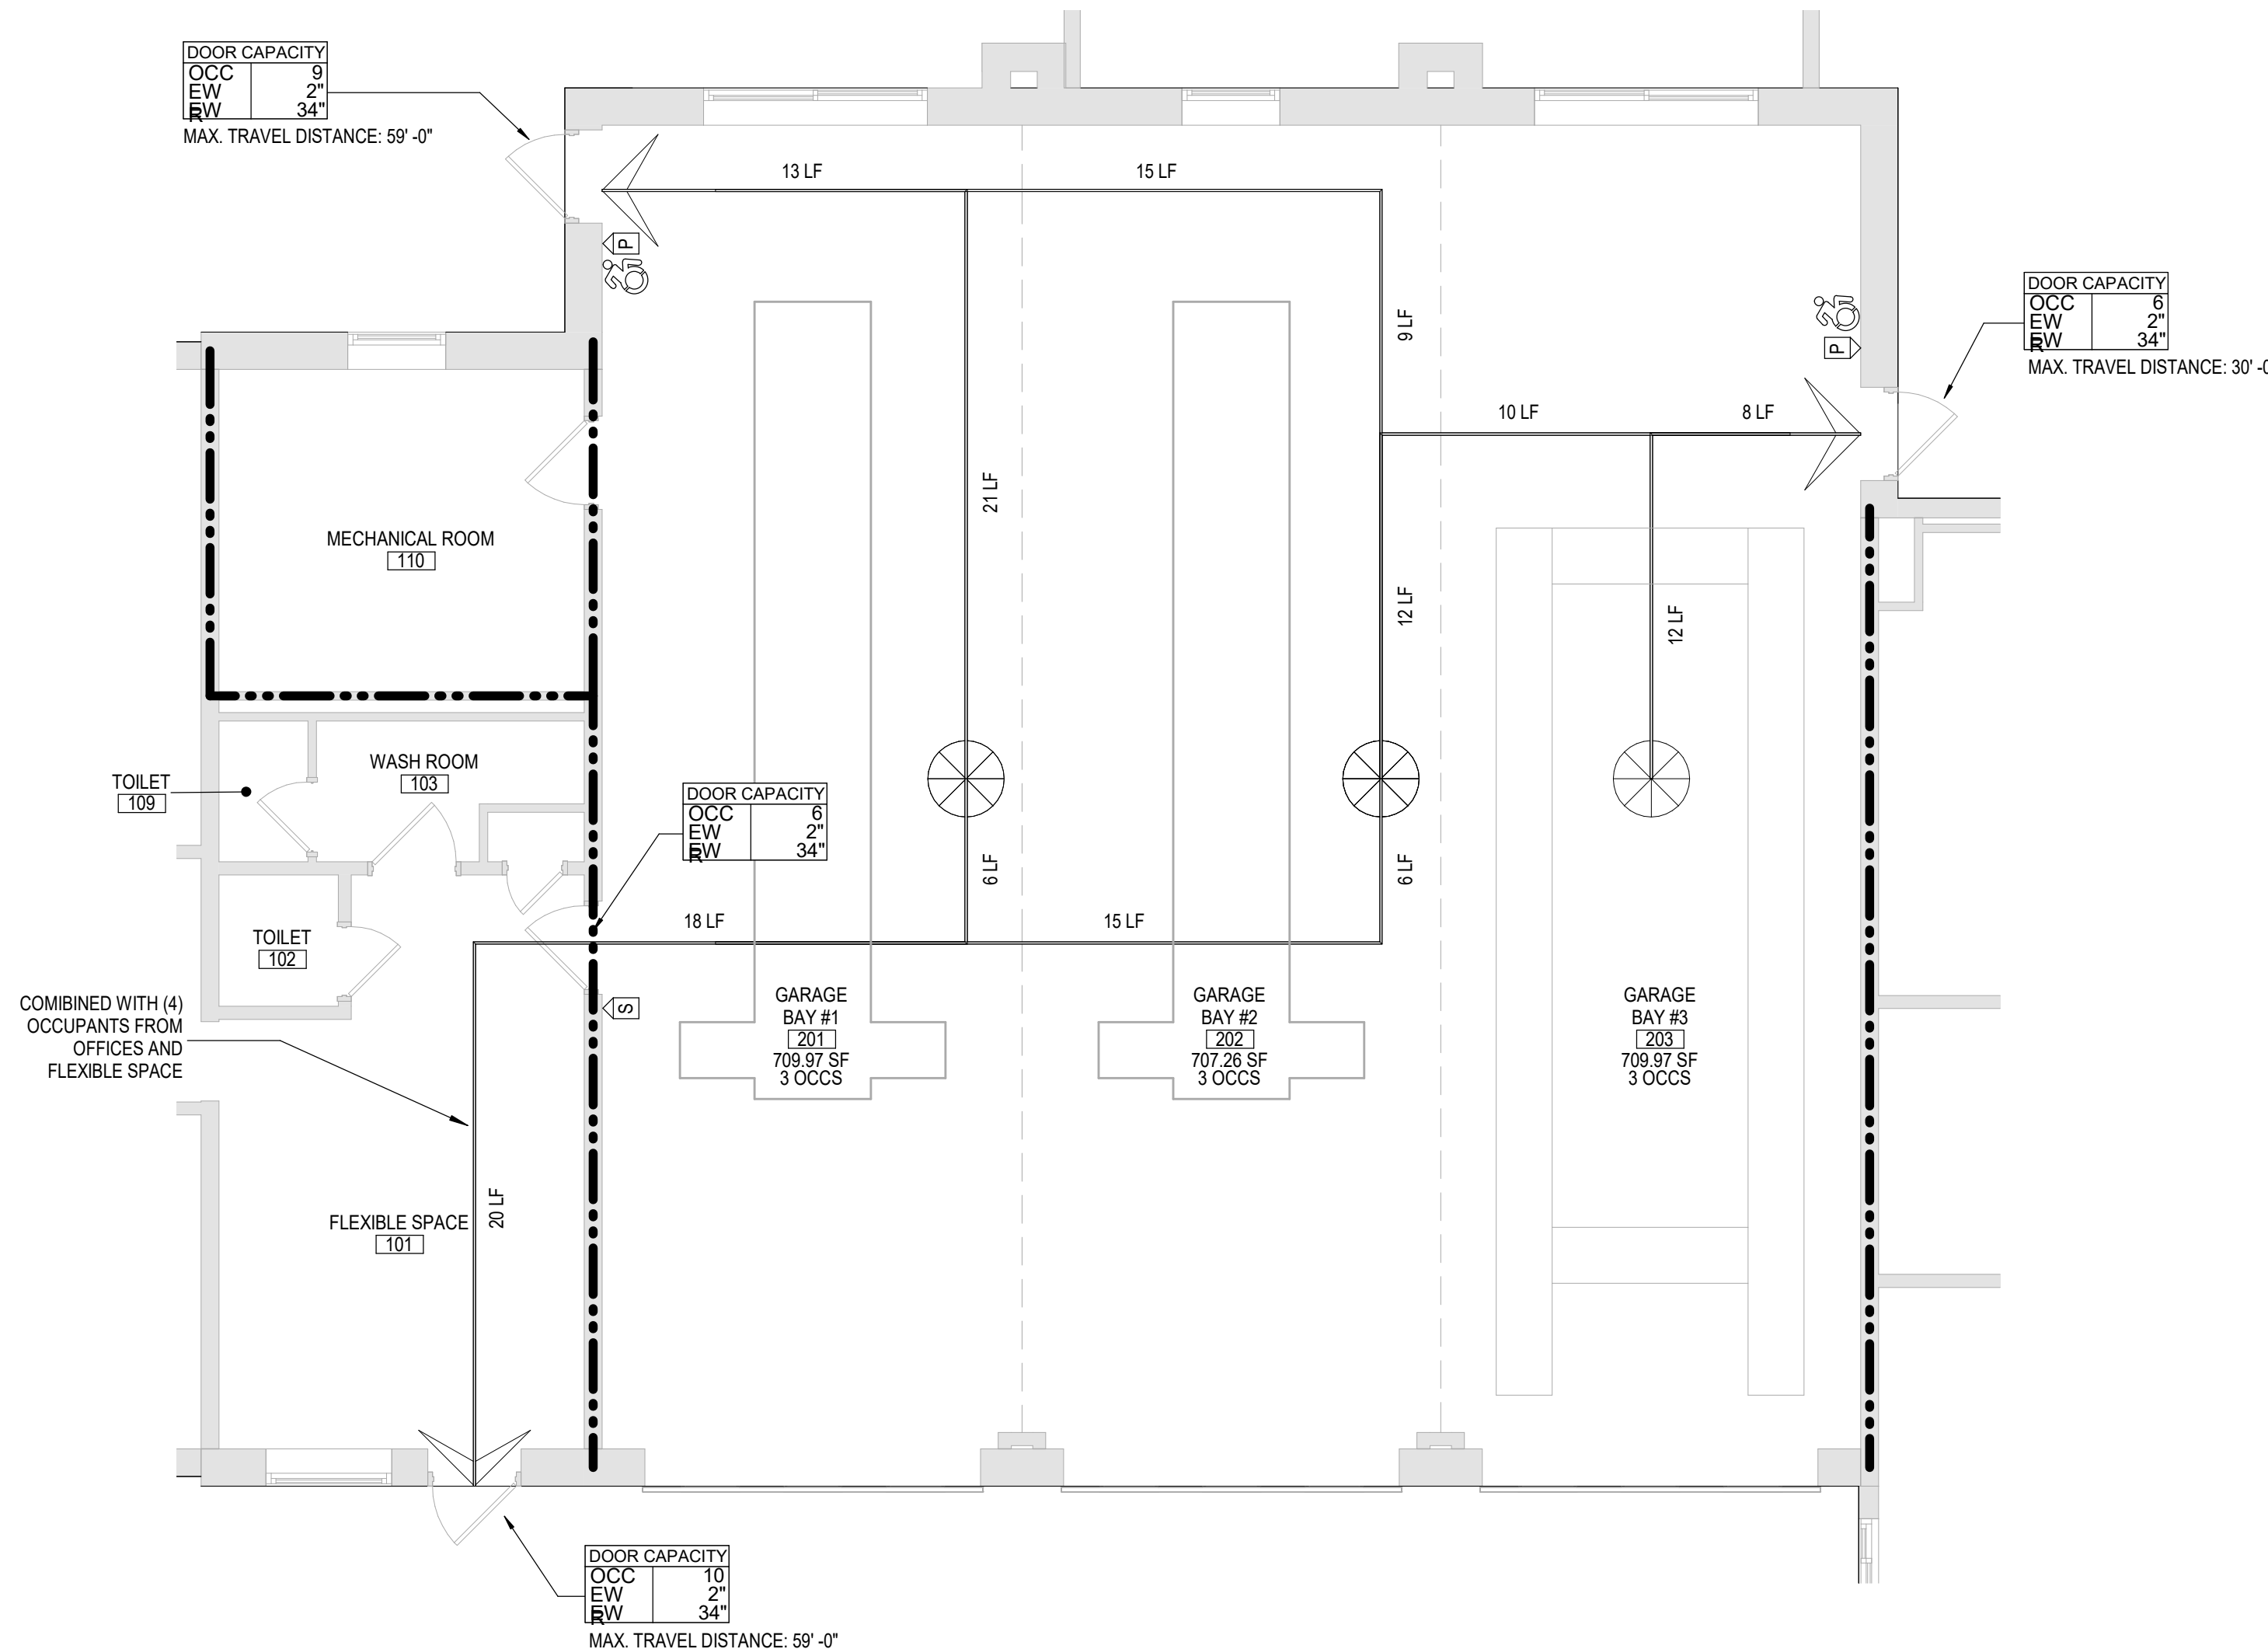 DOOR CAPACITY
OCC 9
EW 2"
EW 34"
R
MAX. TRAVEL DISTANCE: 59' -0"
13 LF
15 LF
P
DOOR CAPACITY
OCC 6
EW 2"
EW 34"
R
MAX. TRAVEL DISTANCE: 30' -0
P
9 LF
10 LF
8 LF
21 LF
MECHANICAL ROOM
110
12 LF
12 LF
WASH ROOM
103
TOILET
109
DOOR CAPACITY
OCC 6
EW 2"
EW 34"
R
6 LF
6 LF
18 LF
15 LF
TOILET
102
S
COMBINED WITH (4)
OCCUPANTS FROM
OFFICES AND
FLEXIBLE SPACE
GARAGE
BAY #1
201
709.97 SF
3 OCCS
GARAGE
BAY #2
202
707.26 SF
3 OCCS
GARAGE
BAY #3
203
709.97 SF
3 OCCS
20 LF
FLEXIBLE SPACE
101
DOOR CAPACITY
OCC 10
EW 2"
EW 34"
R
MAX. TRAVEL DISTANCE: 59' -0"